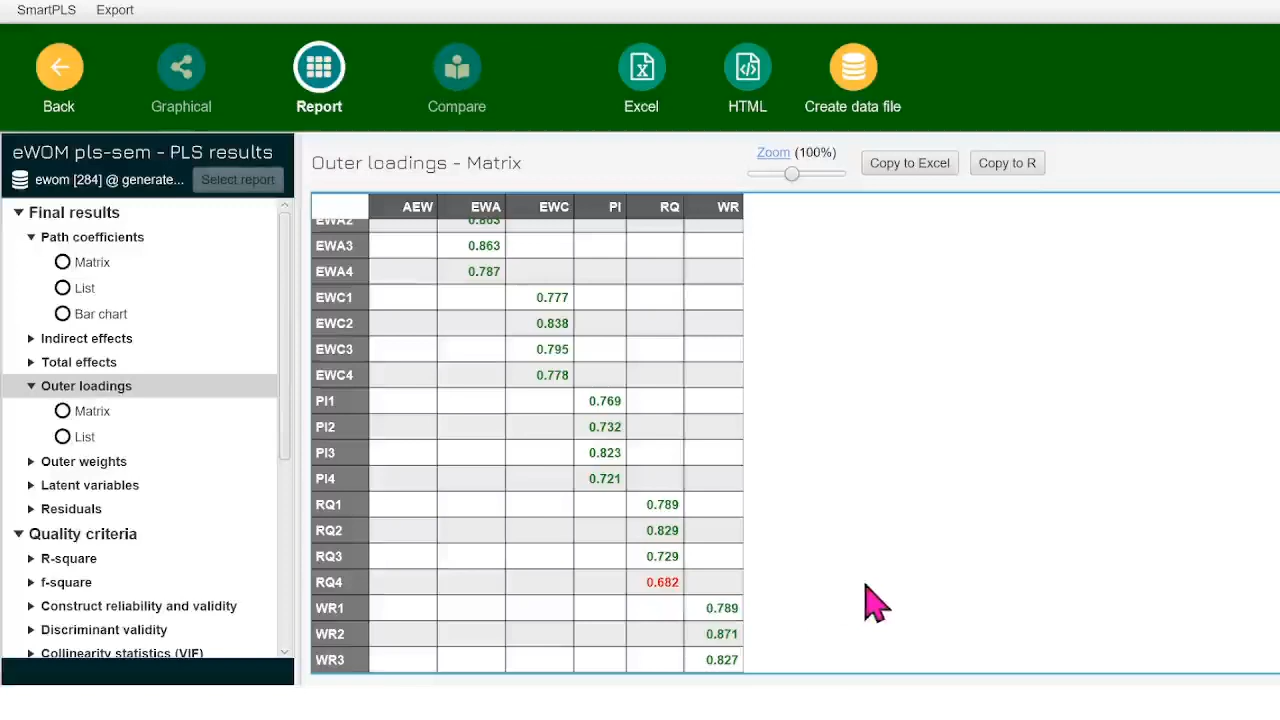 SmartPLS Export
Back Graphical Report Compare Excel HTML Create data file
eWOM pls-sem - PLS results
ewom [284] @ generate... Select report
Final results
Path coefficients
Matrix
List
Bar chart
Indirect effects
Total effects
Outer loadings
Matrix
List
Outer weights
Latent variables
Residuals
Quality criteria
R-square
f-square
Construct reliability and validity
Discriminant validity
Collinearity statistics (VIF)
Outer loadings - Matrix
Zoom (100%) Copy to Excel Copy to R
AEW EWA EWC PI RQ WR
EWA2 0.863
EWA3 0.863
EWA4 0.787
EWC1 0.777
EWC2 0.838
EWC3 0.795
EWC4 0.778
PI1 0.769
PI2 0.732
PI3 0.823
PI4 0.721
RQ1 0.789
RQ2 0.829
RQ3 0.729
RQ4 0.682
WR1 0.789
WR2 0.871
WR3 0.827